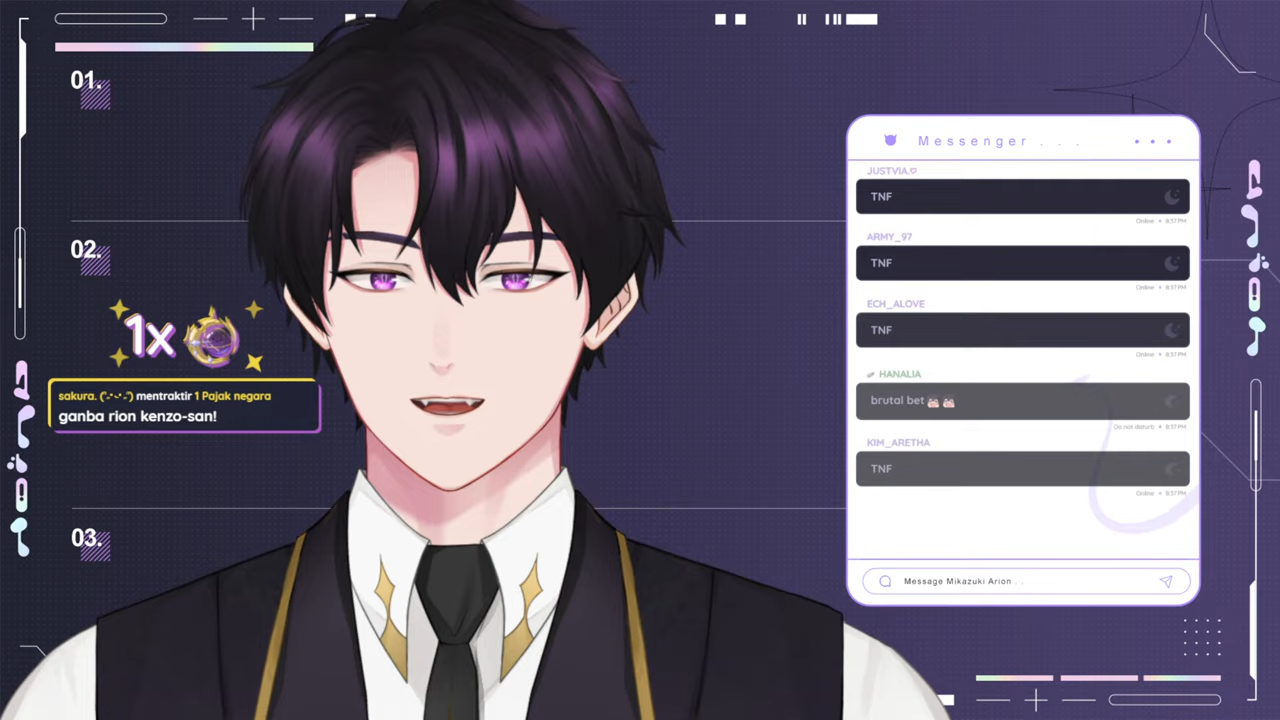 01.
02.
1x
sakura. (˶ᵔ ᵕ ᵔ˶) mentraktir 1 Pajak negara
ganba rion kenzo-san!
03.
Messenger . . .
JUSTVIA.♡
TNF
Online • 8:37 PM
ARMY_97
TNF
Online • 8:37 PM
ECH_ALOVE
TNF
Online • 8:37 PM
HANALIA
brutal bet
Do not disturb • 8:37 PM
KIM_ARETHA
TNF
Online • 8:37 PM
Message Mikazuki Arion . .